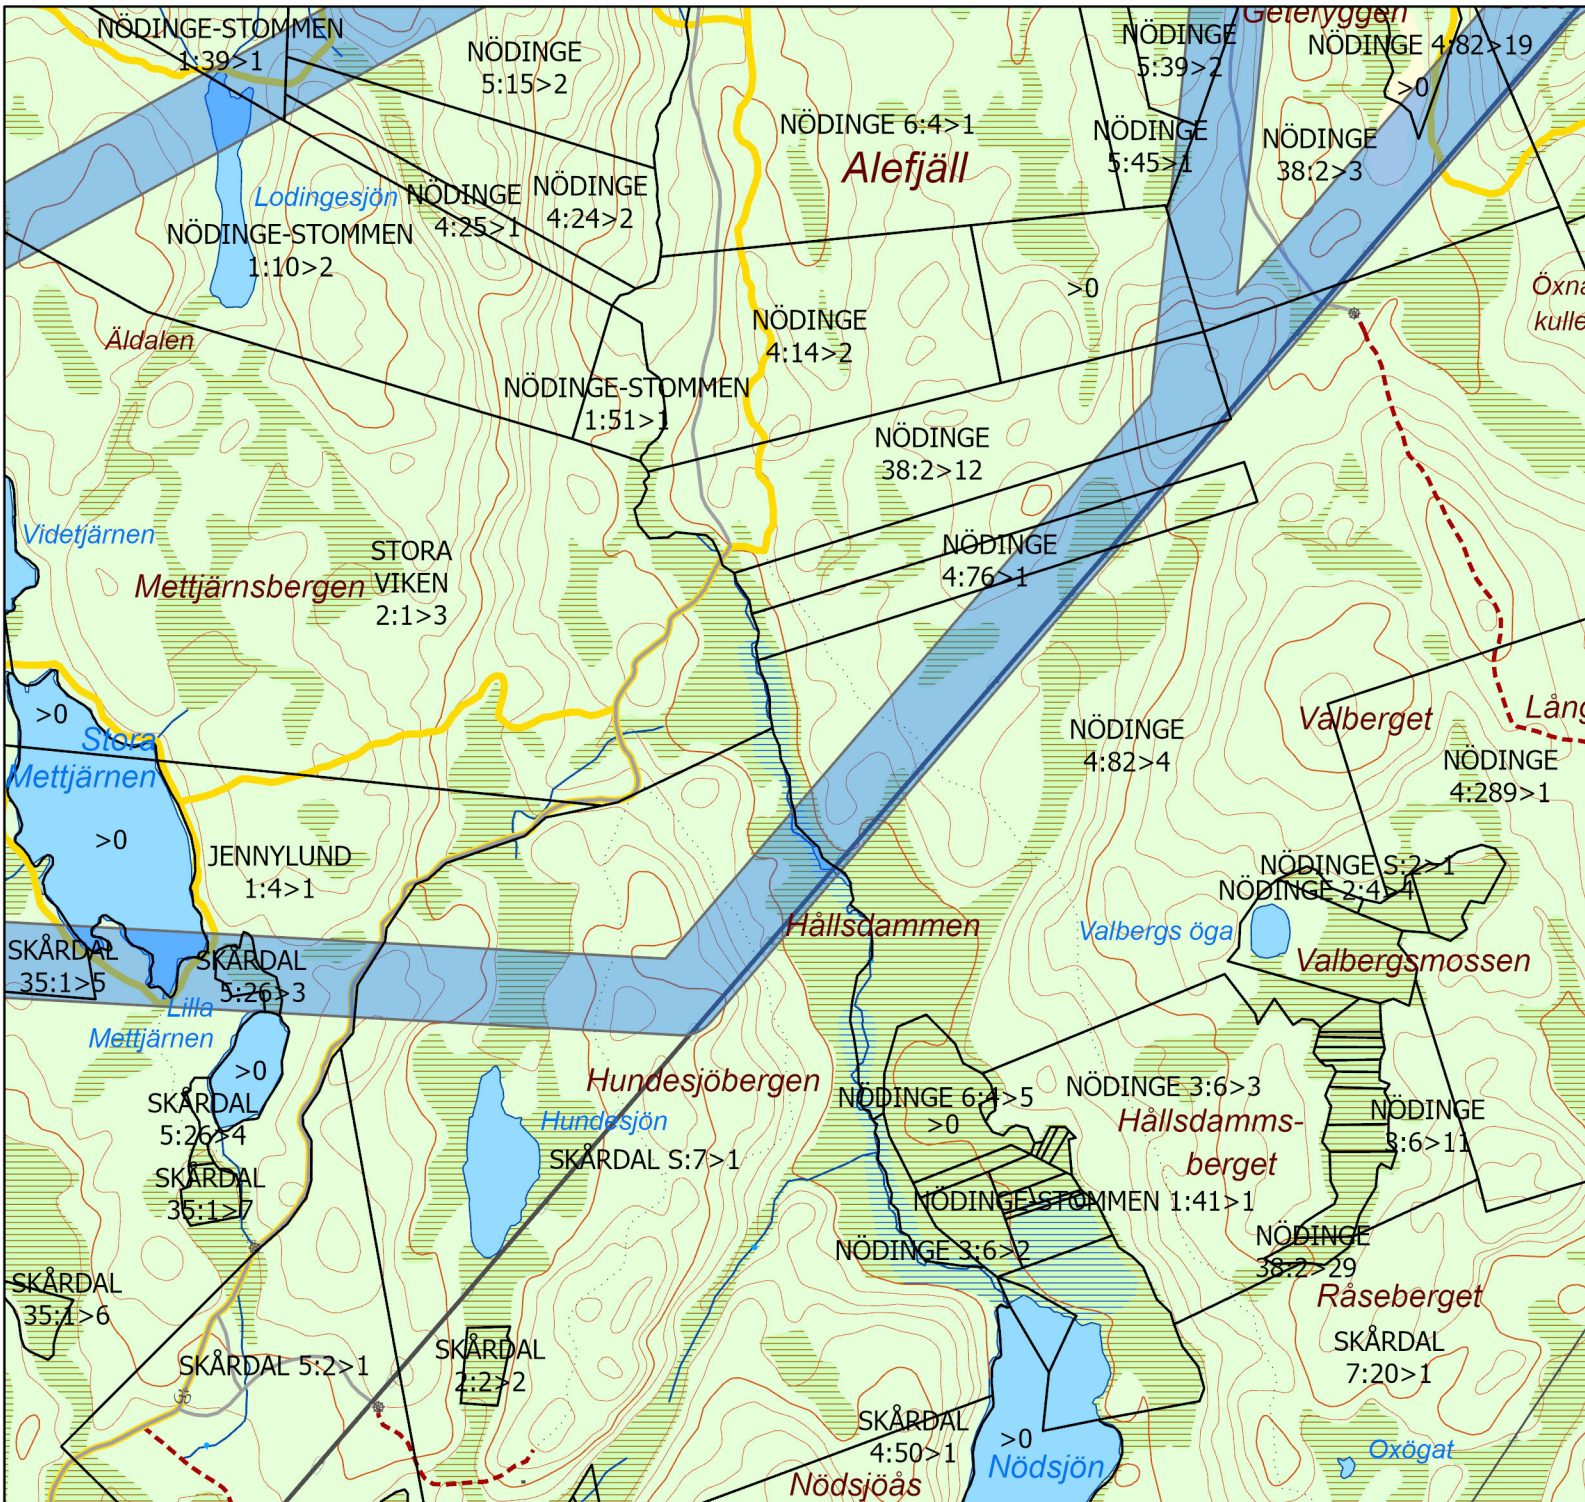 NÖDINGE-STOMMEN
1:39>1
NÖDINGE
5:15>2
NÖDINGE
5:39>2
Geteryggen
NÖDINGE 4:82>19
>0
NÖDINGE 6:4>1
Alefjäll
NÖDINGE
5:45>1
NÖDINGE
38:2>3
Lodingesjön
NÖDINGE
4:25>1
NÖDINGE
4:24>2
NÖDINGE-STOMMEN
1:10>2
>0
Öxna
kulle
Äldalen
NÖDINGE
4:14>2
NÖDINGE-STOMMEN
1:51>1
NÖDINGE
38:2>12
Videtjärnen
Mettjärnsbergen
STORA
VIKEN
2:1>3
NÖDINGE
4:76>1
>0
Stora
Mettjärnen
>0
NÖDINGE
4:82>4
Valberget
Lång
NÖDINGE
4:289>1
JENNYLUND
1:4>1
NÖDINGE S:2>1
NÖDINGE 2:4>4
Hållsdammen
Valbergs öga
Valbergsmossen
SKÅRDAL
35:1>5
SKÅRDAL
5:26>3
Lilla
Mettjärnen
>0
Hundesjöbergen
NÖDINGE 6:4>5
>0
NÖDINGE 3:6>3
Hållsdamms-
berget
NÖDINGE
3:6>11
SKÅRDAL
5:26>4
Hundesjön
SKÅRDAL S:7>1
SKÅRDAL
35:1>7
NÖDINGE-STOMMEN 1:41>1
NÖDINGE 3:6>2
NÖDINGE
38:2>29
SKÅRDAL
35:1>6
Råseberget
SKÅRDAL
7:20>1
SKÅRDAL 5:2>1
SKÅRDAL
2:2>2
SKÅRDAL
4:50>1
>0
Nödsjön
Nödsjöås
Oxögat